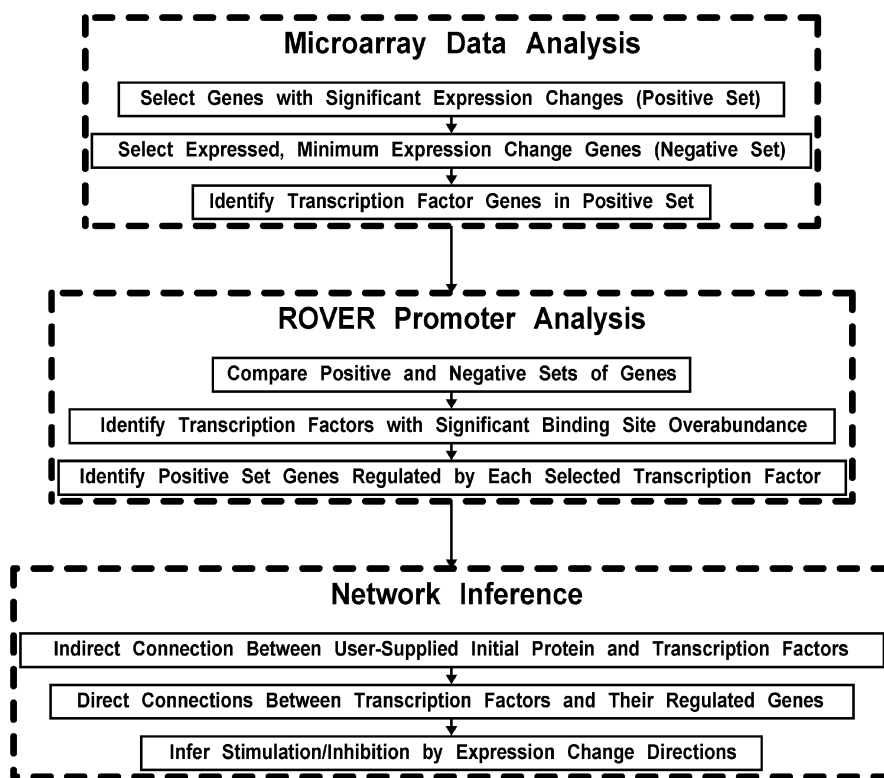 Microarray Data Analysis
Select Genes with Significant Expression Changes (Positive Set)
Select Expressed, Minimum Expression Change Genes (Negative Set)
Identify Transcription Factor Genes in Positive Set
ROVER Promoter Analysis
Compare Positive and Negative Sets of Genes
Identify Transcription Factors with Significant Binding Site Overabundance
Identify Positive Set Genes Regulated by Each Selected Transcription Factor
Network Inference
Indirect Connection Between User-Supplied Initial Protein and Transcription Factors
Direct Connections Between Transcription Factors and Their Regulated Genes
Infer Stimulation/Inhibition by Expression Change Directions